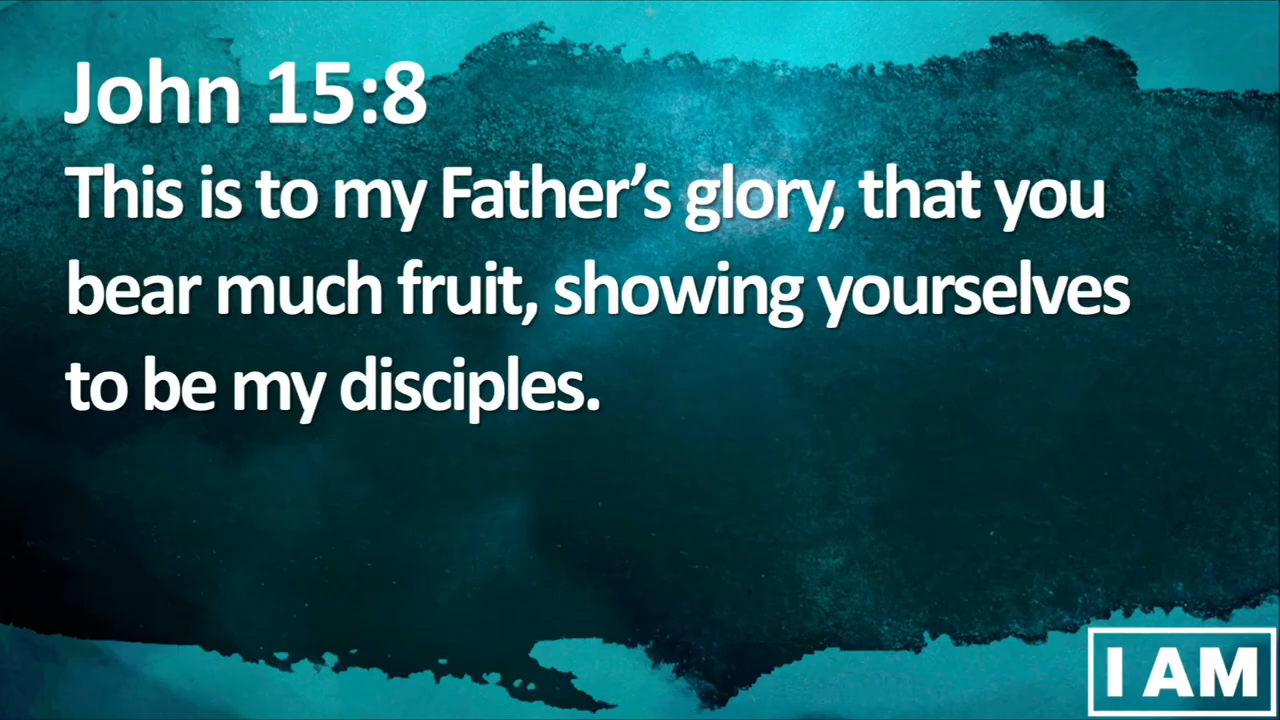 John 15:8
This is to my Father’s glory, that you
bear much fruit, showing yourselves
to be my disciples.
I AM